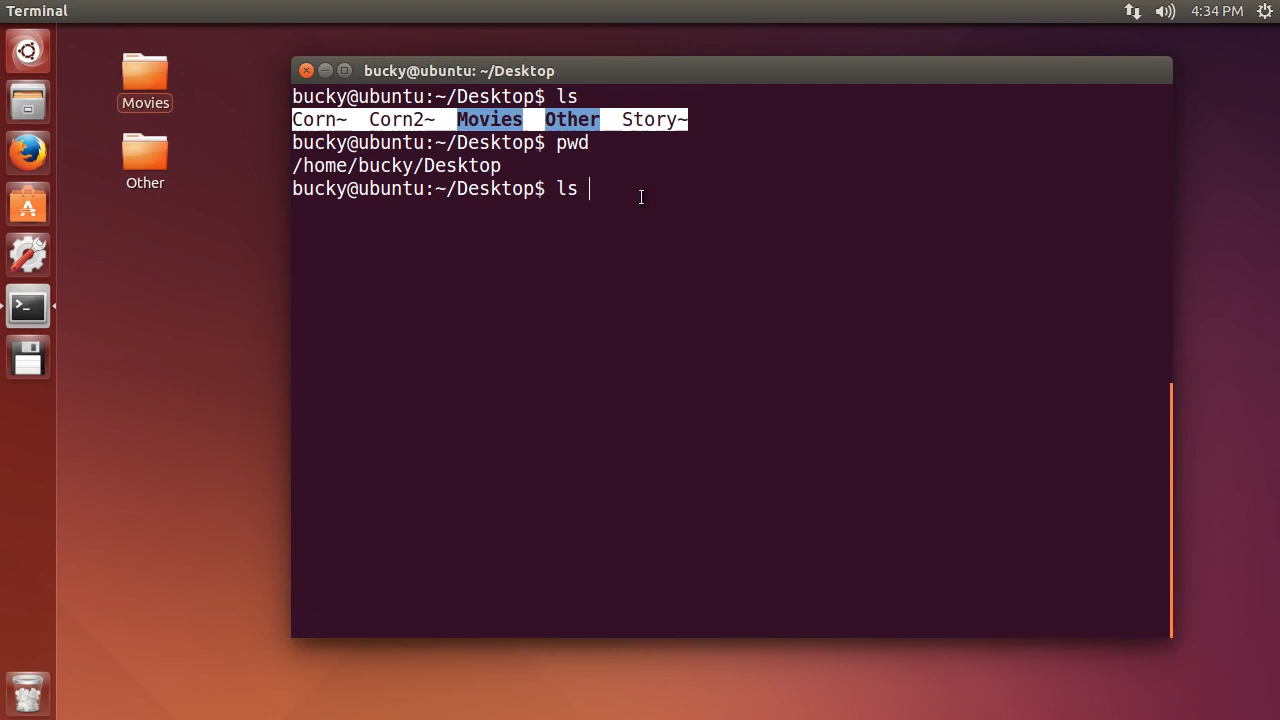 Terminal
4:34 PM
Movies
Other
bucky@ubuntu: ~/Desktop
bucky@ubuntu:~/Desktop$ ls
Corn~  Corn2~  Movies  Other  Story~
bucky@ubuntu:~/Desktop$ pwd
/home/bucky/Desktop
bucky@ubuntu:~/Desktop$ ls